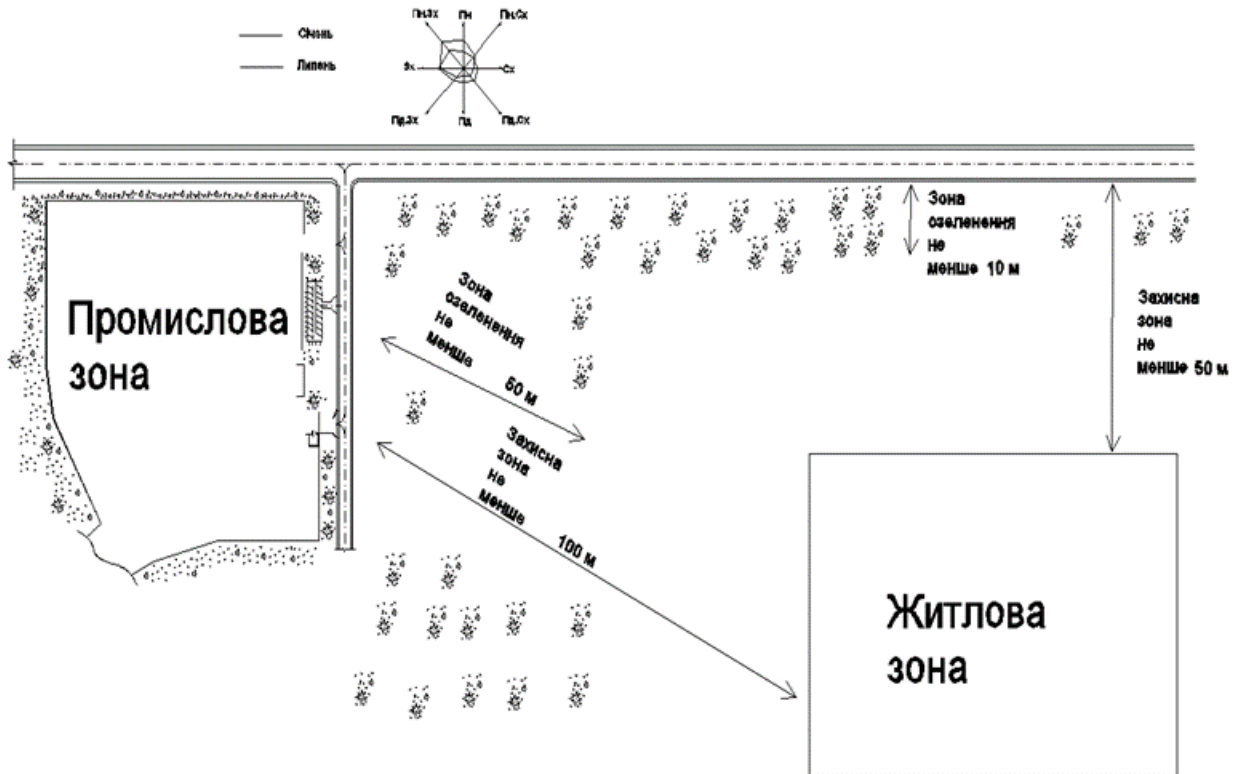 Пн.Зх Пн Пн.Сх
Січень
Липень
Зх Сх
Пд.Зх Пд Пд.Сх
Зона
озеленення
не
менше 10 м
Захисна
зона
не
менше 50 м
Промислова
зона
Зона
озеленення
не
менше 50 м
Захисна
зона
не
менше 100 м
Житлова
зона